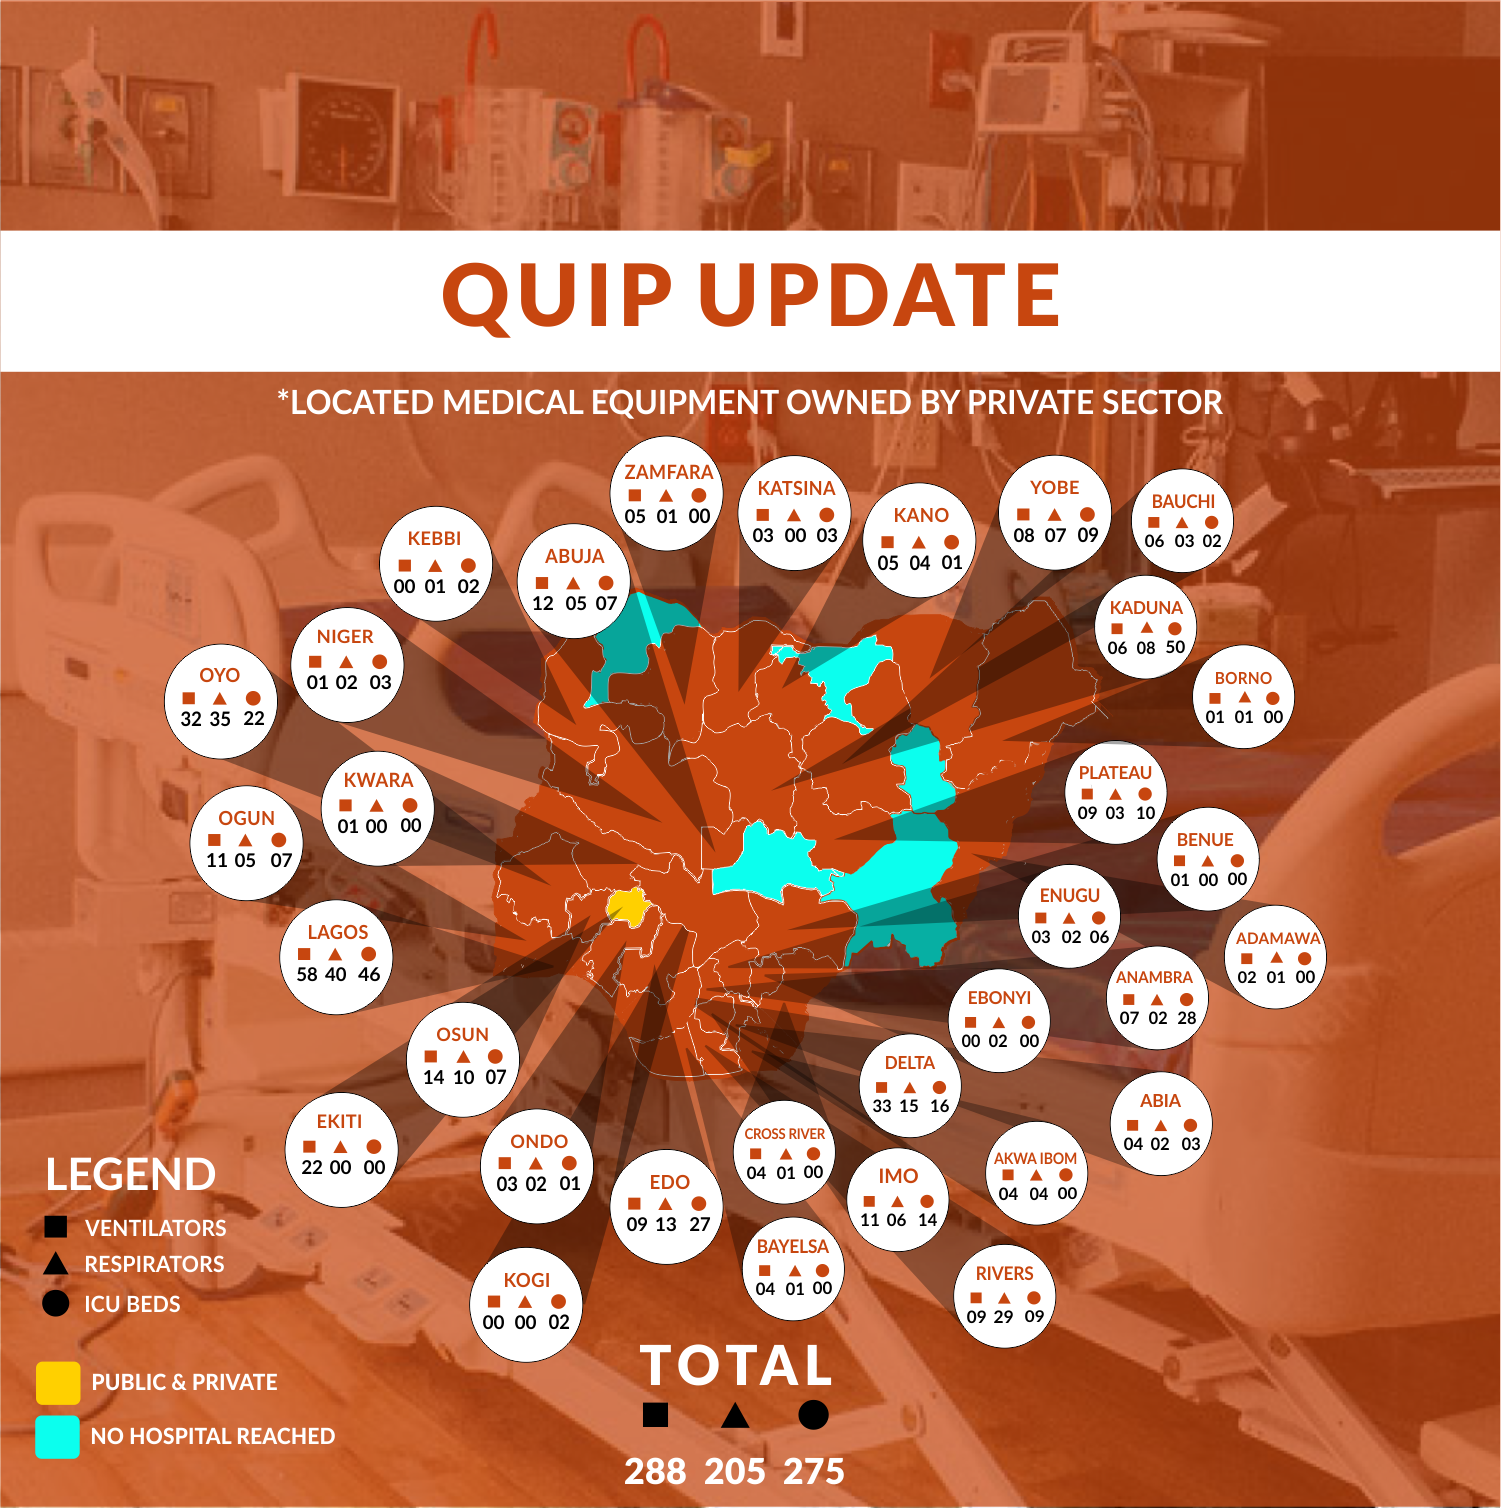 QUIP UPDATE
*LOCATED MEDICAL EQUIPMENT OWNED BY PRIVATE SECTOR
ZAMFARA
05 01 00
KATSINA
03 00 03
KANO
05 04 01
YOBE
08 07 09
BAUCHI
06 03 02
KEBBI
00 01 02
ABUJA
12 05 07
KADUNA
06 08 50
NIGER
01 02 03
OYO
32 35 22
BORNO
01 01 00
KWARA
01 00 00
PLATEAU
09 03 10
OGUN
11 05 07
BENUE
01 00 00
ENUGU
03 02 06
LAGOS
58 40 46
ADAMAWA
02 01 00
ANAMBRA
07 02 28
EBONYI
00 02 00
OSUN
14 10 07
DELTA
33 15 16
ABIA
04 02 03
EKITI
22 00 00
ONDO
03 02 01
CROSS RIVER
04 01 00
AKWA IBOM
04 04 00
EDO
09 13 27
IMO
11 06 14
BAYELSA
04 01 00
RIVERS
09 29 09
KOGI
00 00 02
LEGEND
VENTILATORS
RESPIRATORS
ICU BEDS
PUBLIC & PRIVATE
NO HOSPITAL REACHED
TOTAL
288 205 275